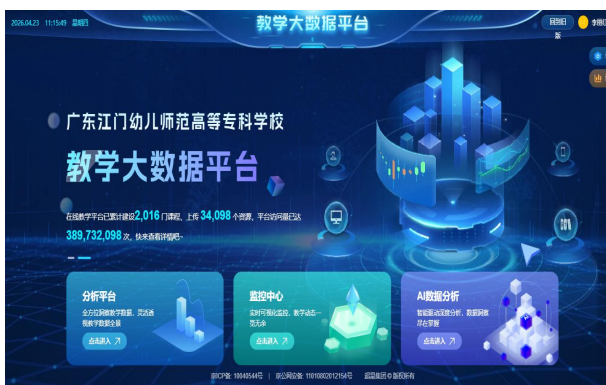 2026.04.23 11:15:49 星期四
教学大数据平台
回到旧版
广东江门幼儿师范高等专科学校
教学大数据平台
在线教学平台已累计建设2,016门课程，上传 34,098 个资源，平台访问量已达
389,732,098 次，快来查看详情吧~
分析平台
全方位洞察教学数据、灵活透
视教学数据全景
点击进入
监控中心
实时可视化监控，教学动态一
览无余
点击进入
AI数据分析
智能驱动深度分析，数据洞察
尽在掌握
点击进入
京ICP备: 10040544号 | 京公网安备: 11010802021154号 超星集团 © 版权所有